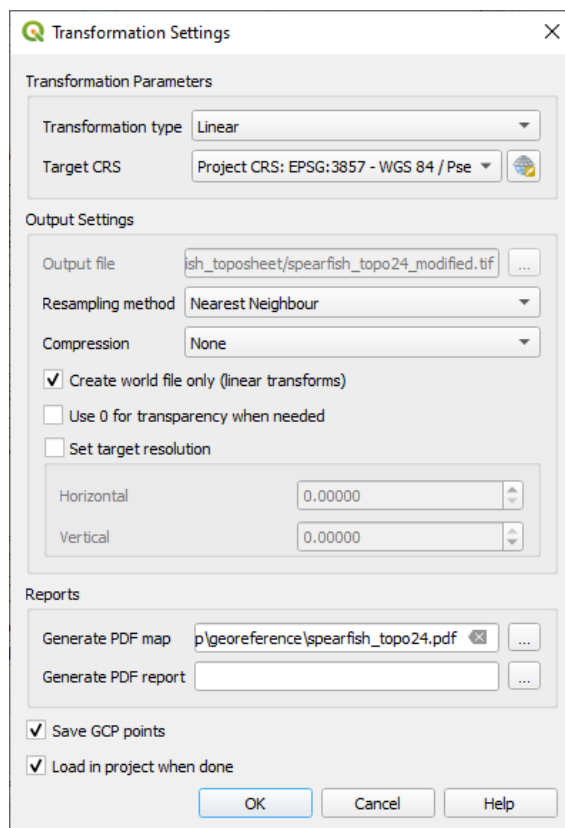 Transformation Settings
Transformation Parameters
Transformation type Linear
Target CRS Project CRS: EPSG:3857 - WGS 84 / Pse
Output Settings
Output file ish_toposheet/spearfish_topo24_modified.tif ...
Resampling method Nearest Neighbour
Compression None
Create world file only (linear transforms)
Use 0 for transparency when needed
Set target resolution
Horizontal 0.00000
Vertical 0.00000
Reports
Generate PDF map p\georeference\spearfish_topo24.pdf ...
Generate PDF report ...
Save GCP points
Load in project when done
OK Cancel Help